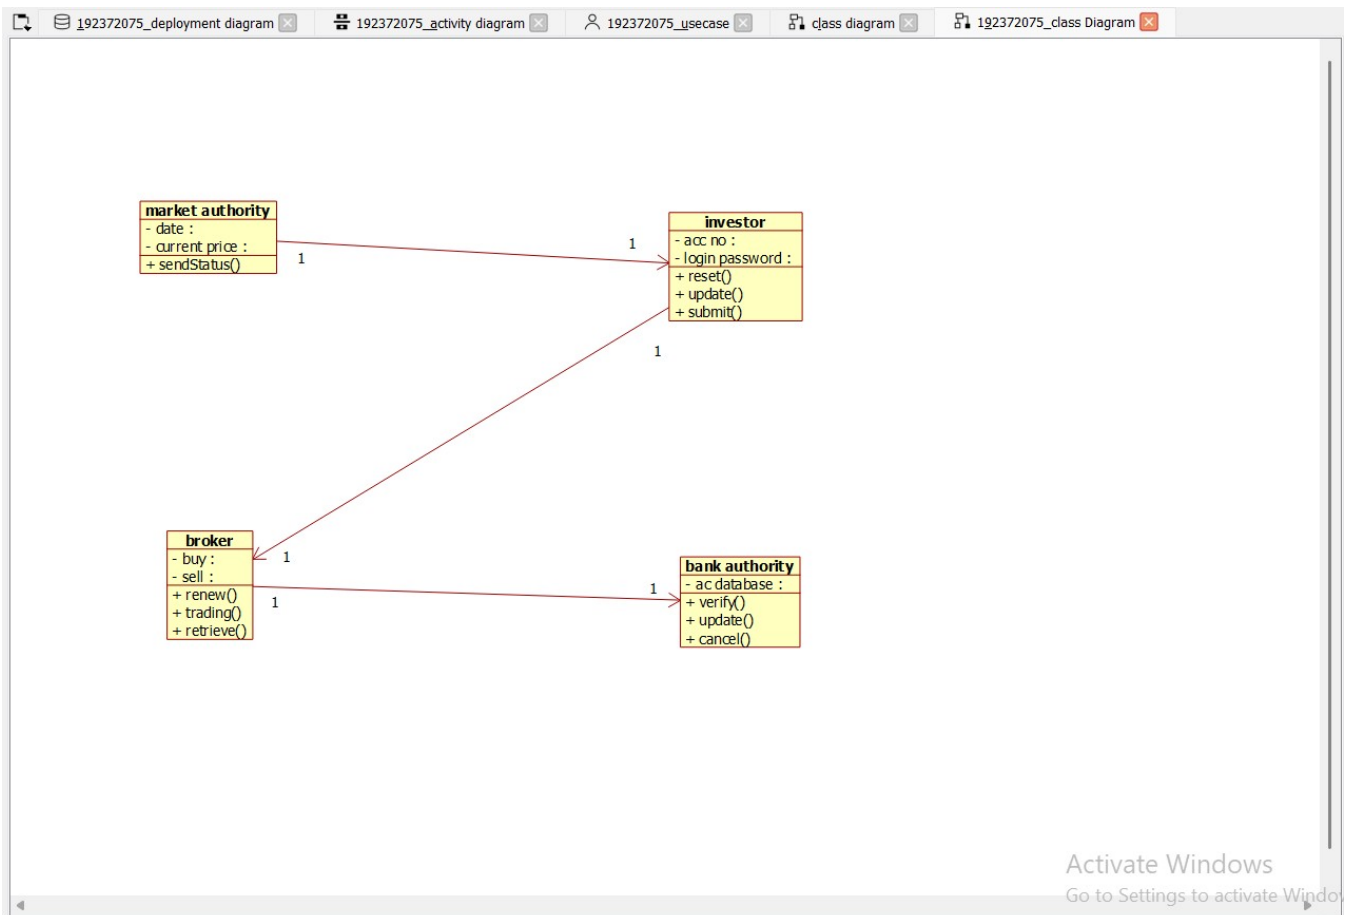 192372075_deployment diagram
192372075_activity diagram
192372075_usecase
class diagram
192372075_class Diagram
market authority
- date :
- current price :
+ sendStatus()
1
1
investor
- acc no :
- login password :
+ reset()
+ update()
+ submit()
1
broker
- buy :
- sell :
+ renew()
+ trading()
+ retrieve()
1
1
1
bank authority
- ac database :
+ verify()
+ update()
+ cancel()
Activate Windows
Go to Settings to activate Windo